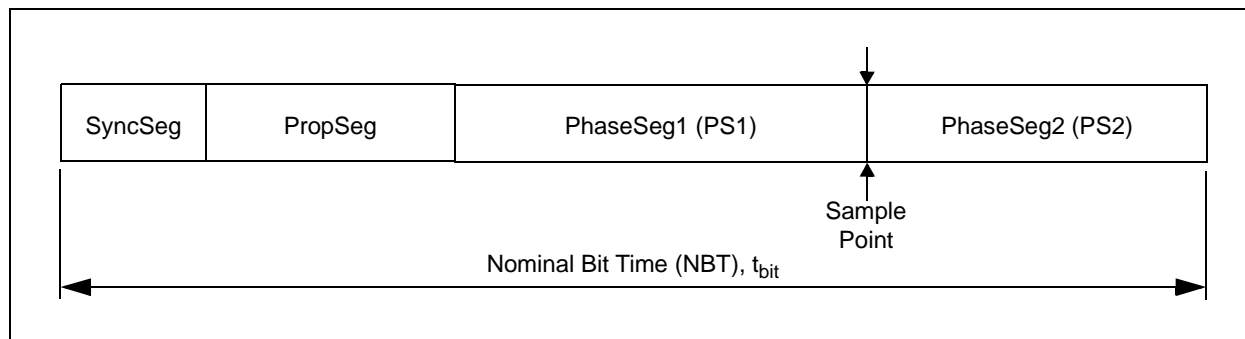 SyncSeg
PropSeg
PhaseSeg1 (PS1)
PhaseSeg2 (PS2)
Sample
Point
Nominal Bit Time (NBT), tbit